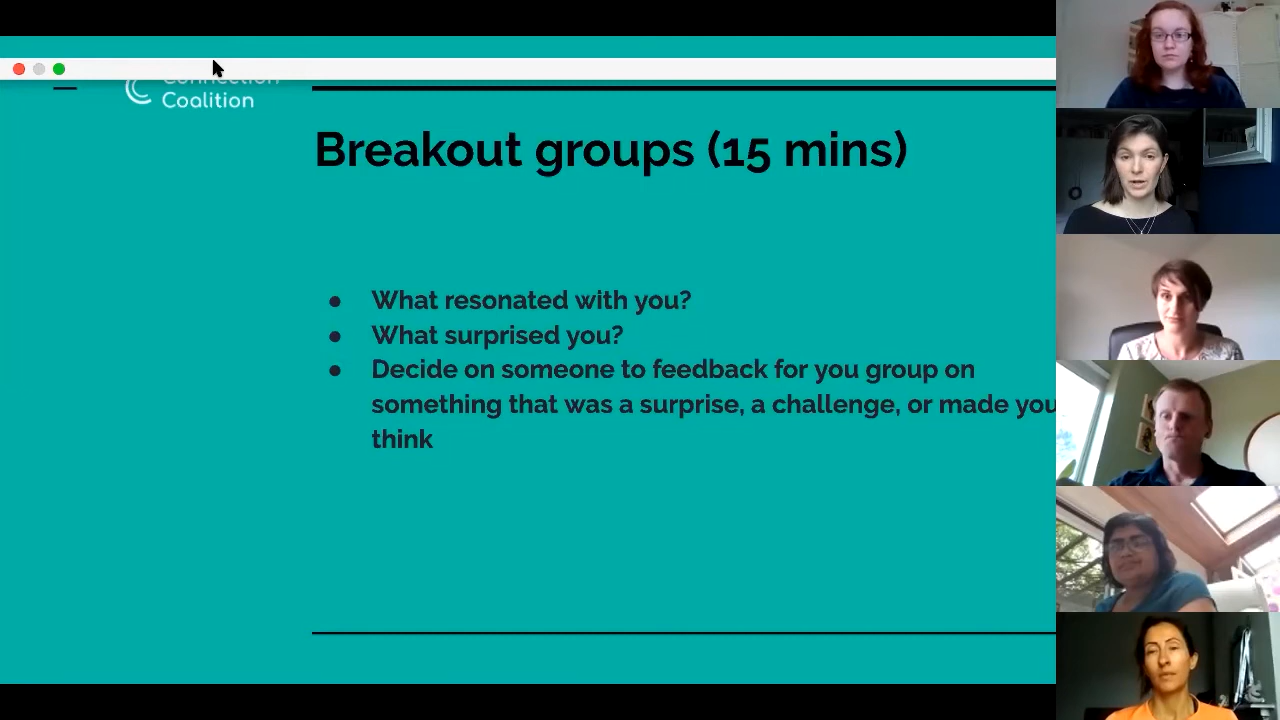 Connection
Coalition
Breakout groups (15 mins)
● What resonated with you?
● What surprised you?
● Decide on someone to feedback for you group on
something that was a surprise, a challenge, or made you
think